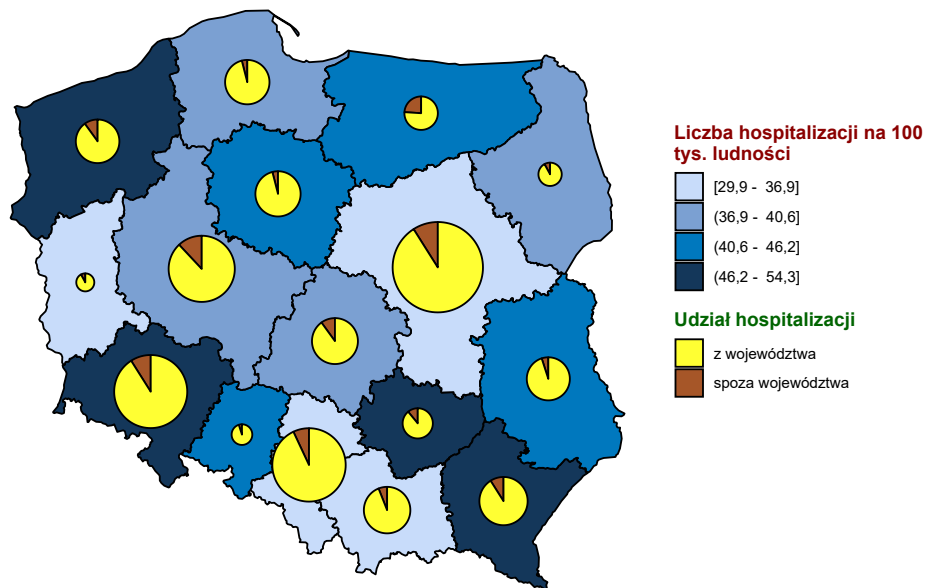 Liczba hospitalizacji na 100
tys. ludności
[29,9 - 36,9]
(36,9 - 40,6]
(40,6 - 46,2]
(46,2 - 54,3]
Udział hospitalizacji
z województwa
spoza województwa